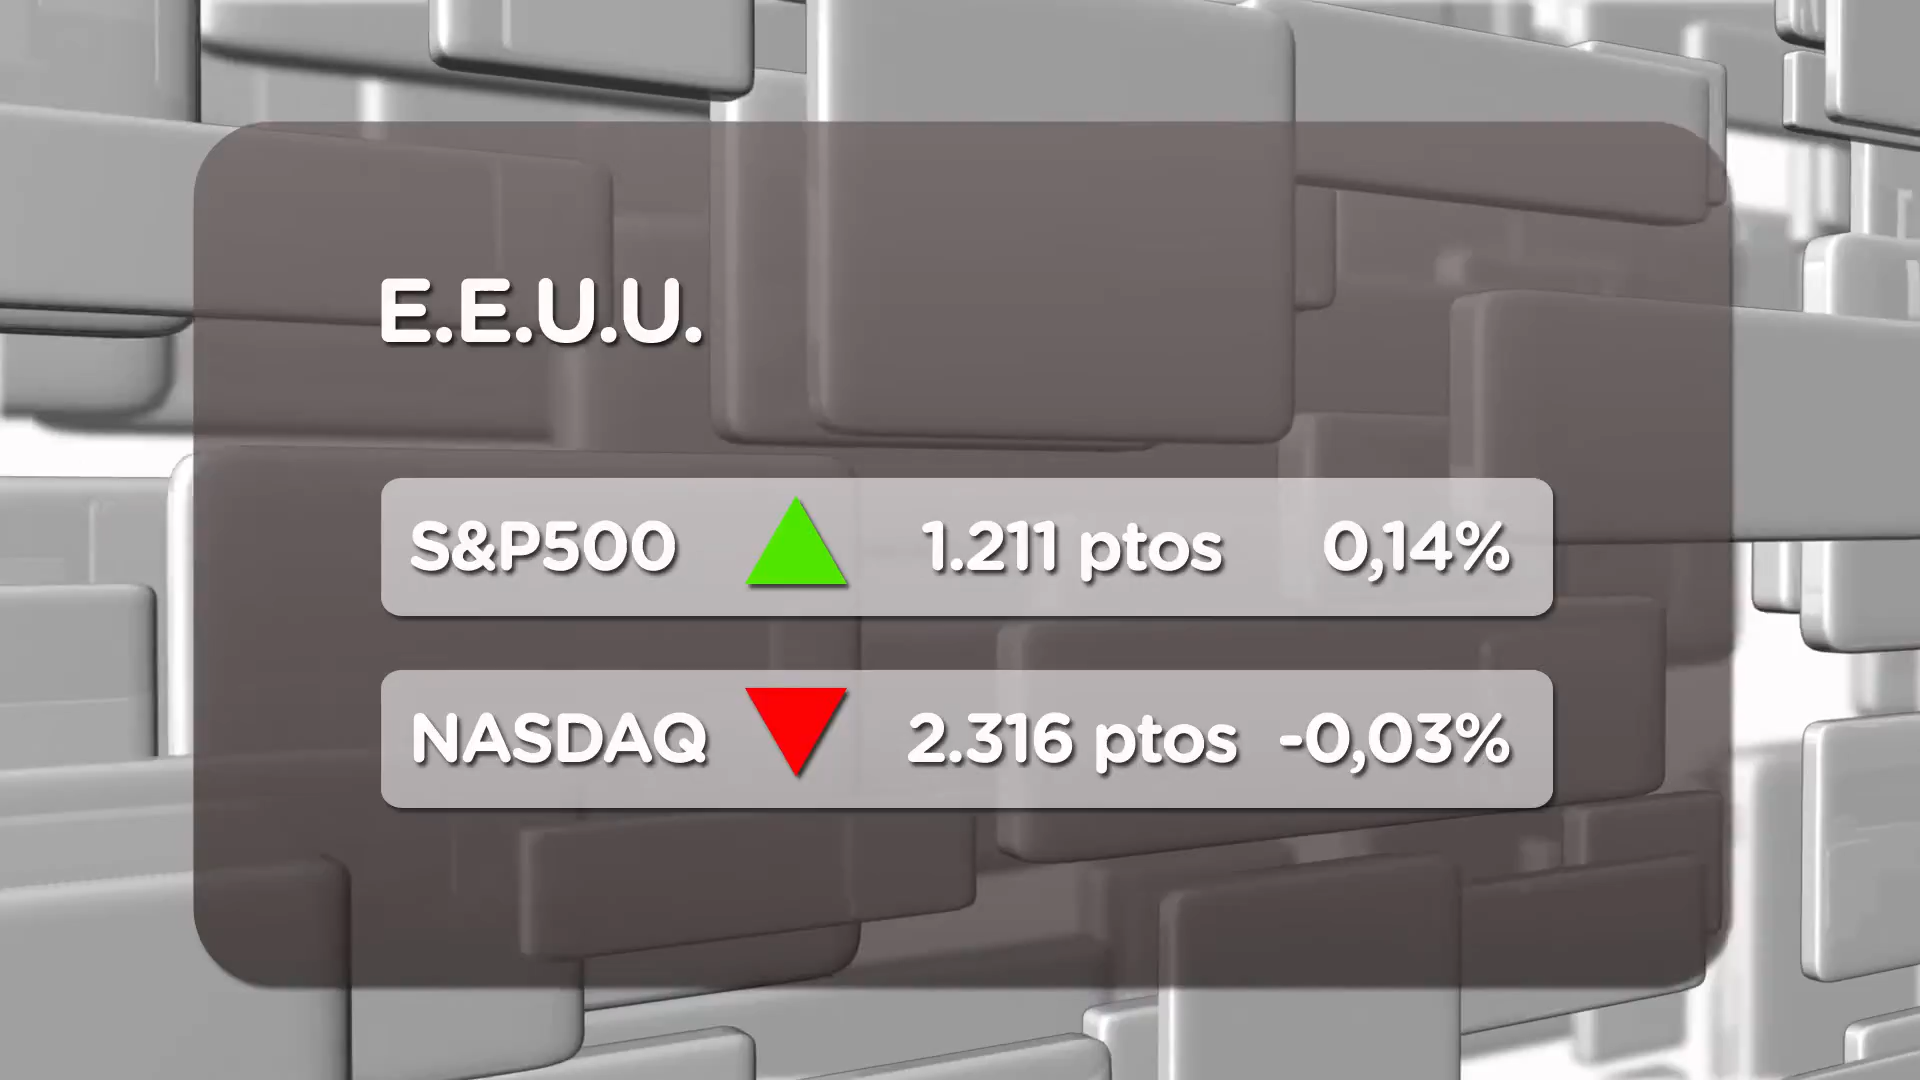 E.E.U.U.
S&P500 1.211 ptos 0,14%
NASDAQ 2.316 ptos -0,03%